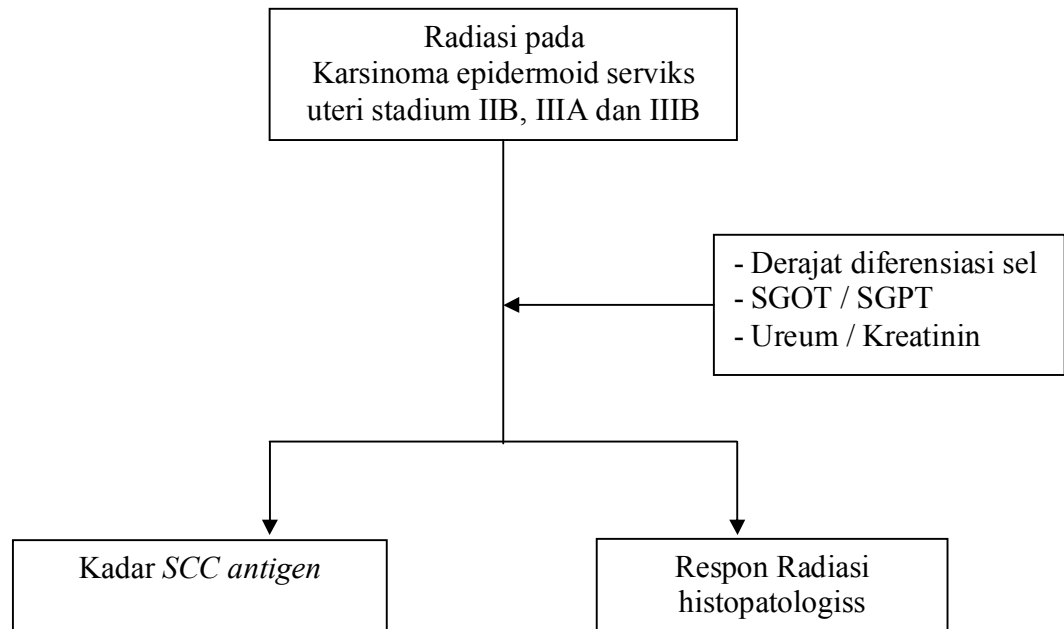 Radiasi pada
Karsinoma epidermoid serviks
uteri stadium IIB, IIIA dan IIIB
- Derajat diferensiasi sel
- SGOT / SGPT
- Ureum / Kreatinin
Kadar SCC antigen
Respon Radiasi
histopatologiss